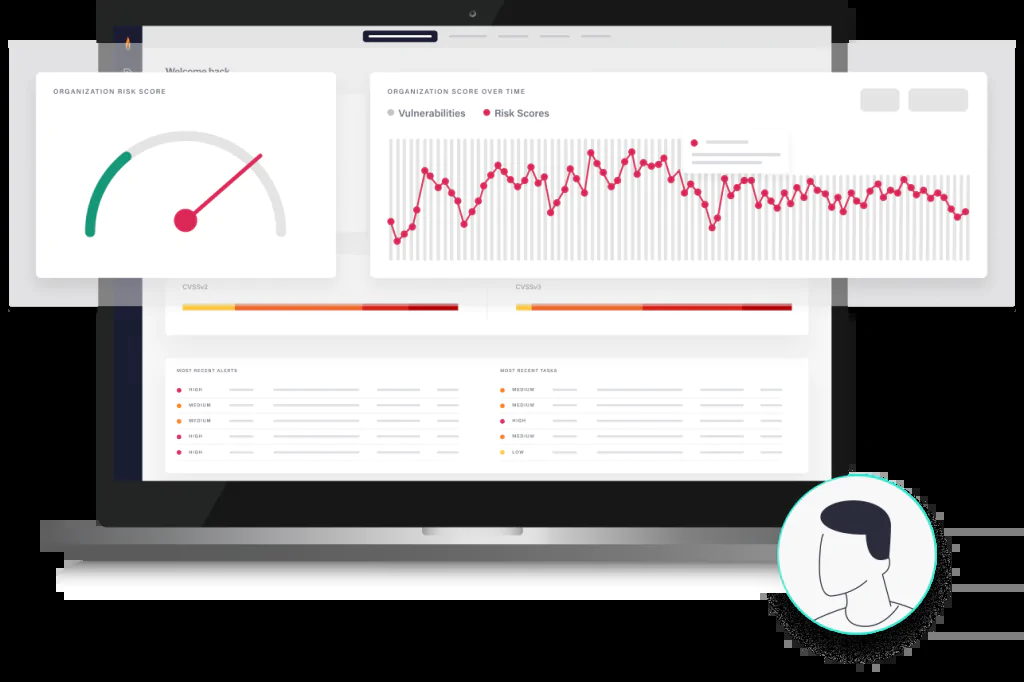 Welcome back
ORGANIZATION RISK SCORE
ORGANIZATION SCORE OVER TIME
Vulnerabilities
Risk Scores
CVSSv2
CVSSv3
MOST RECENT ALERTS
HIGH
MEDIUM
MEDIUM
HIGH
HIGH
MOST RECENT TASKS
MEDIUM
MEDIUM
HIGH
MEDIUM
LOW